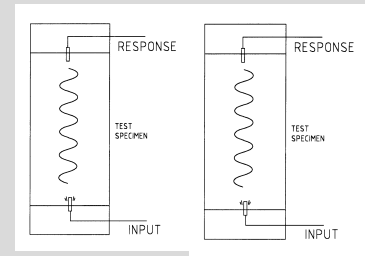 RESPONSE
TEST
SPECIMEN
INPUT
RESPONSE
TEST
SPECIMEN
INPUT